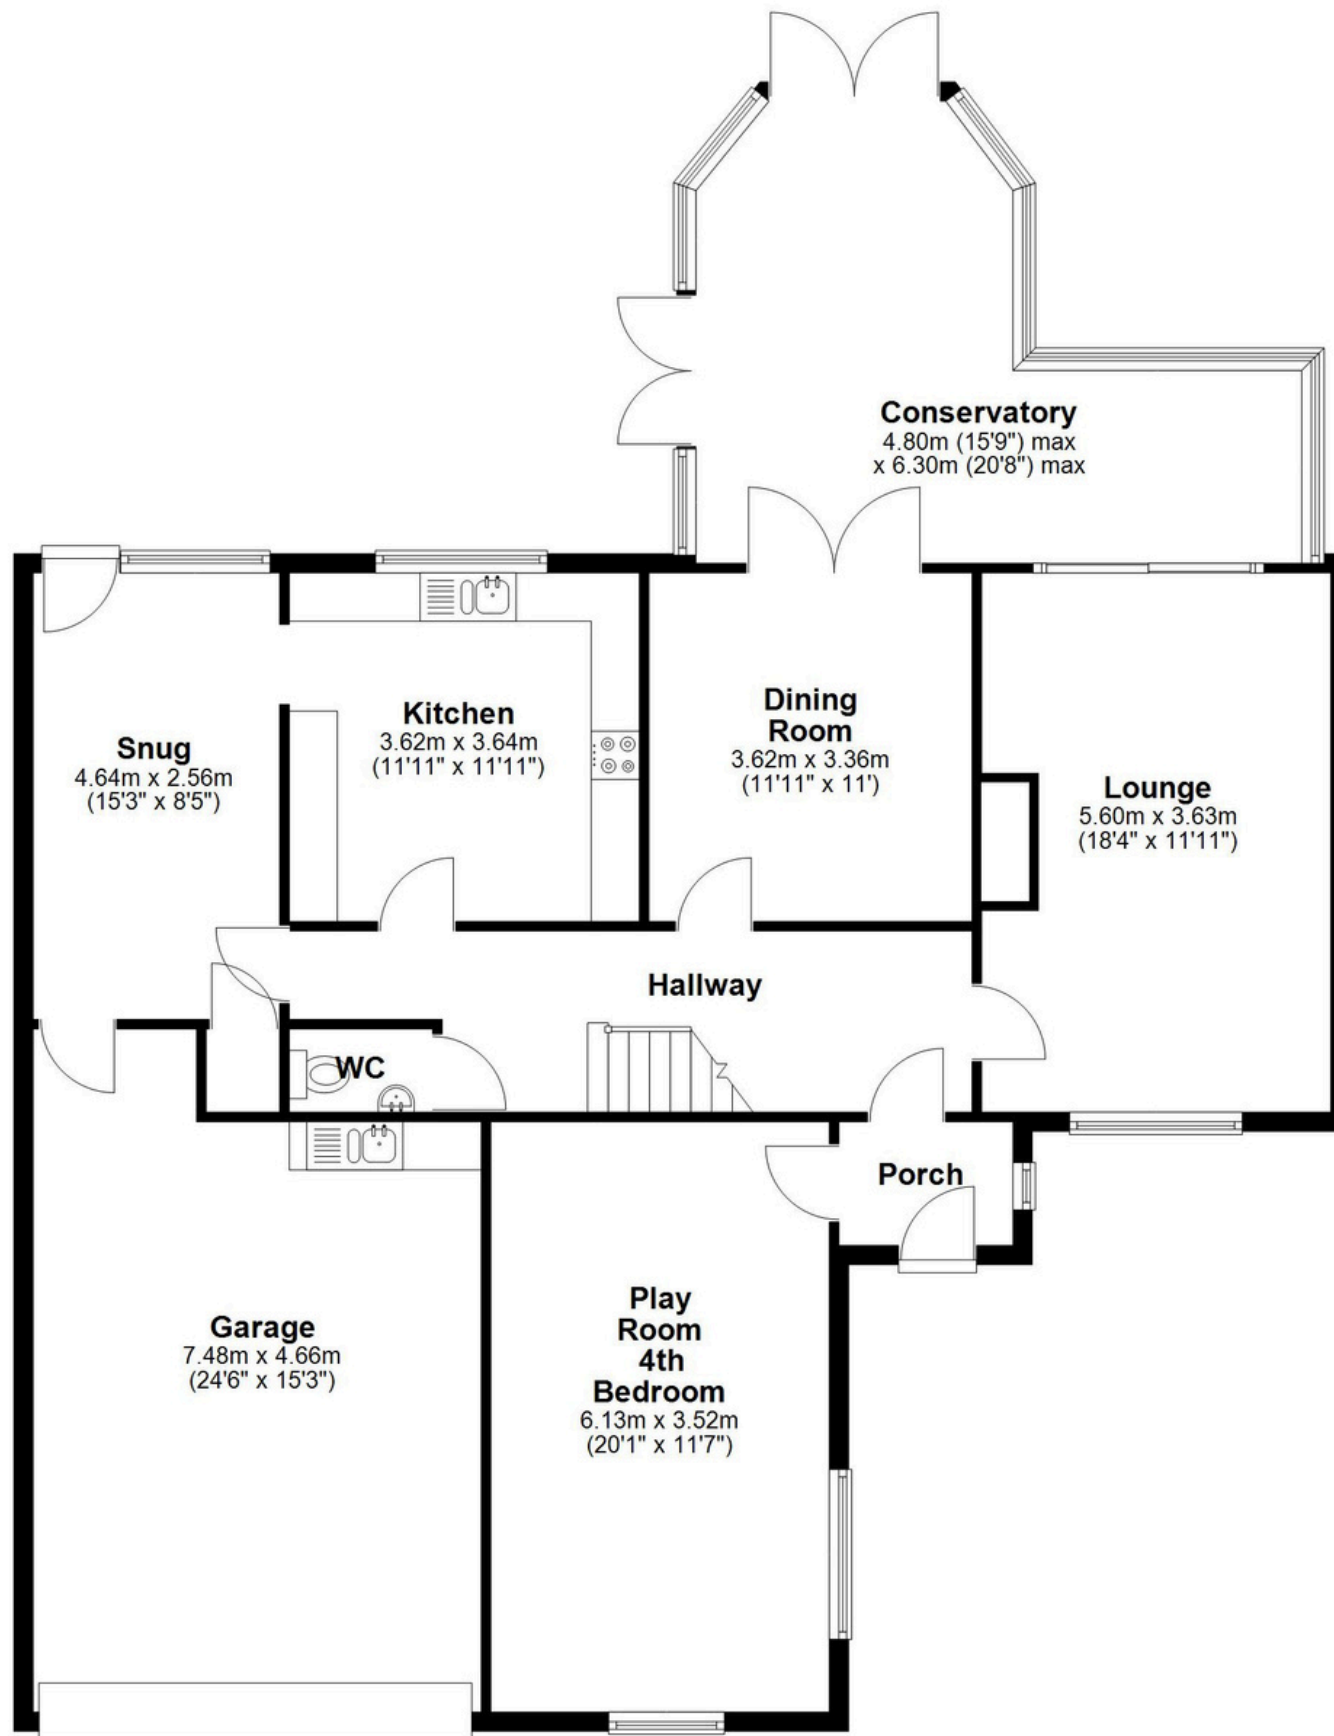 Conservatory
4.80m (15'9") max
x 6.30m (20'8") max
Snug
4.64m x 2.56m
(15'3" x 8'5")
Kitchen
3.62m x 3.64m
(11'11" x 11'11")
Dining
Room
3.62m x 3.36m
(11'11" x 11')
Lounge
5.60m x 3.63m
(18'4" x 11'11")
Hallway
WC
Porch
Garage
7.48m x 4.66m
(24'6" x 15'3")
Play
Room
4th
Bedroom
6.13m x 3.52m
(20'1" x 11'7")